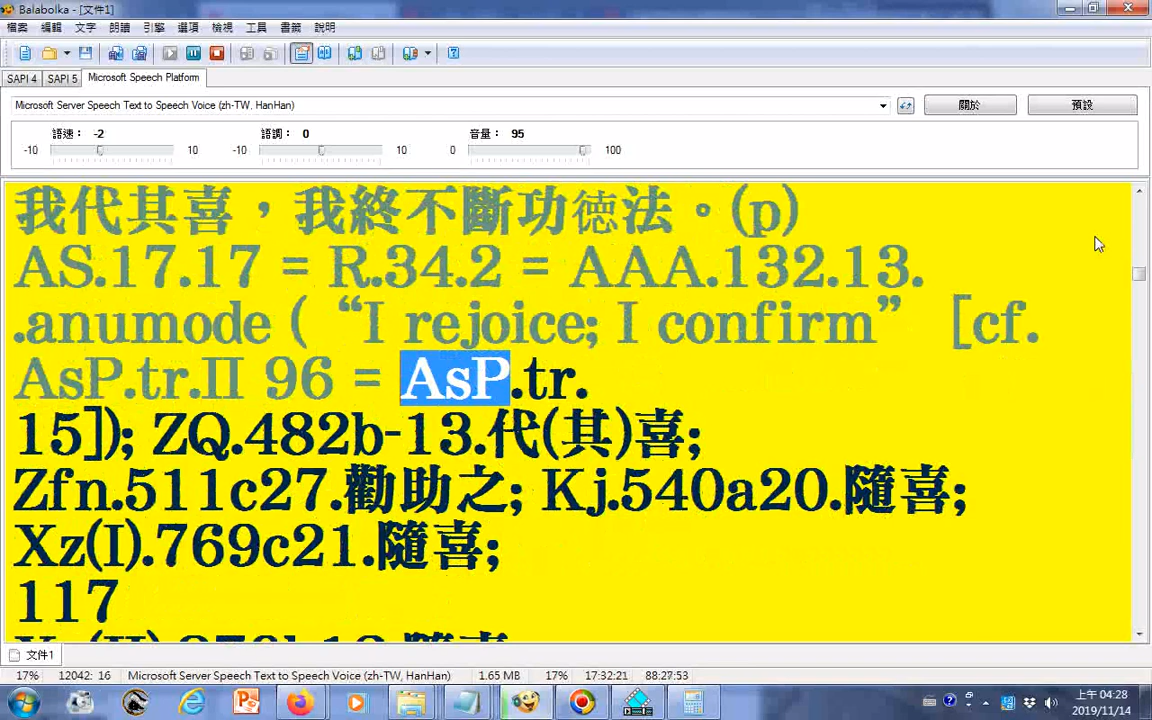 Balabolka - [文件1]
檔案 編輯 文字 朗讀 引擎 選項 檢視 工具 書籤 說明
SAPI 4 SAPI 5 Microsoft Speech Platform
Microsoft Server Speech Text to Speech Voice (zh-TW, HanHan) 關於 預設
語速： -2 語調： 0 音量： 95
-10 10 -10 10 0 100
我代其喜，我終不斷功德法。(p)
AS.17.17 = R.34.2 = AAA.132.13.
.anumode (“I rejoice; I confirm” [cf.
AsP.tr.II 96 = AsP.tr.
15]); ZQ.482b-13.代(其)喜;
Zfn.511c27.勸助之; Kj.540a20.隨喜;
Xz(I).769c21.隨喜;
117
文件1
17% 12042: 16 Microsoft Server Speech Text to Speech Voice (zh-TW, HanHan) 1.65 MB 17% 17:32:21 88:27:53
上午 04:28
2019/11/14